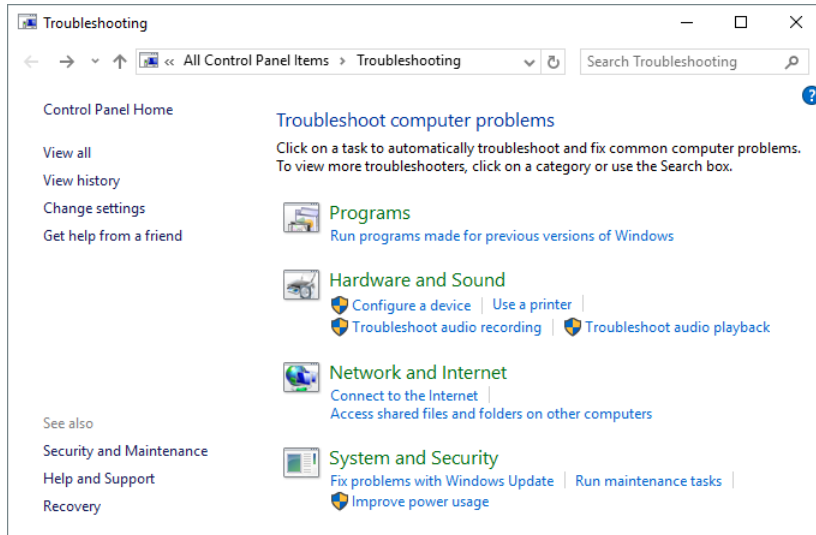 Troubleshooting
« All Control Panel Items > Troubleshooting
Search Troubleshooting
?
Control Panel Home
View all
View history
Change settings
Get help from a friend
See also
Security and Maintenance
Help and Support
Recovery
Troubleshoot computer problems
Click on a task to automatically troubleshoot and fix common computer problems.
To view more troubleshooters, click on a category or use the Search box.
Programs
Run programs made for previous versions of Windows
Hardware and Sound
Configure a device | Use a printer |
Troubleshoot audio recording | Troubleshoot audio playback
Network and Internet
Connect to the Internet |
Access shared files and folders on other computers
System and Security
Fix problems with Windows Update | Run maintenance tasks |
Improve power usage